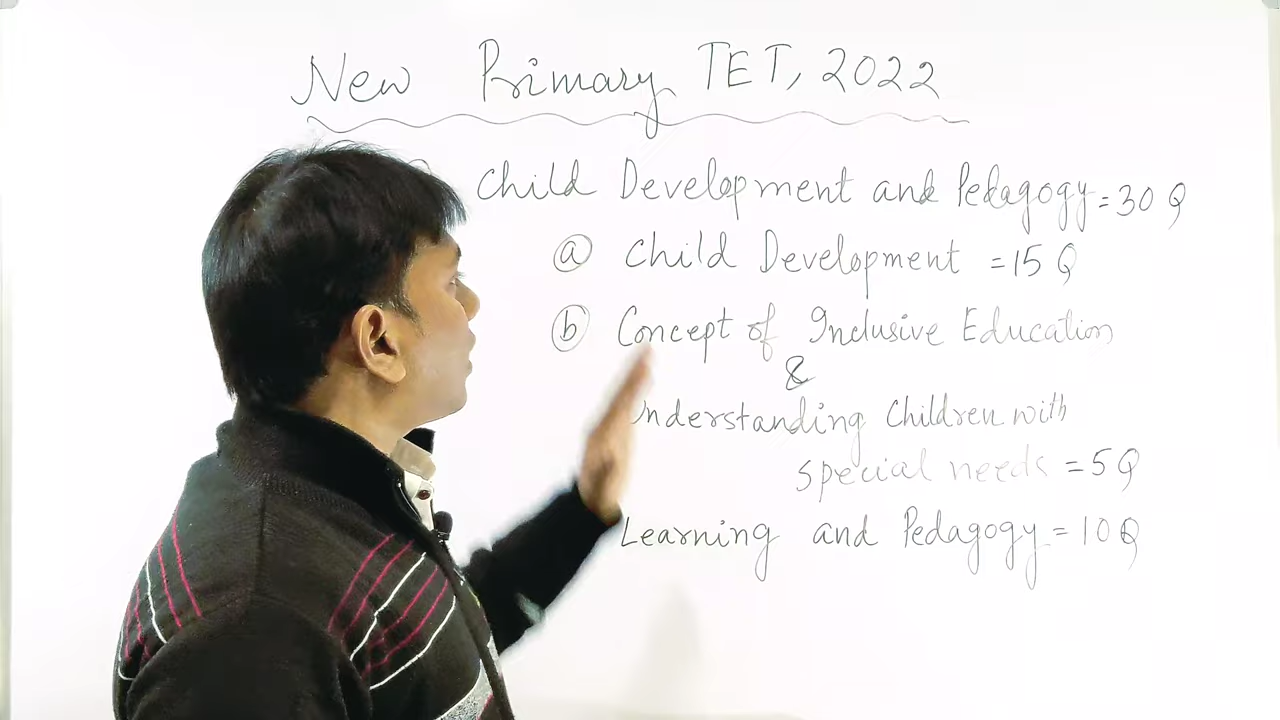 New Primary TET, 2022
Child Development and Pedagogy = 30 Q
(a) Child Development = 15 Q
(b) Concept of Inclusive Education
&
Understanding Children with
special needs = 5 Q
Learning and Pedagogy = 10 Q